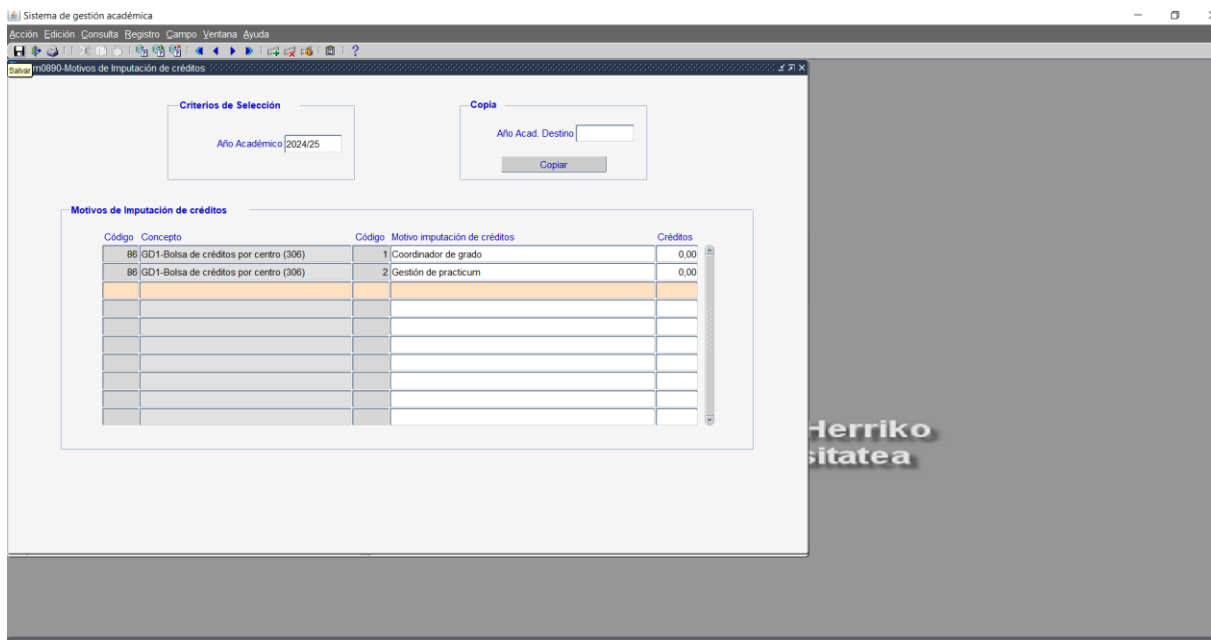 Sistema de gestión académica
Acción Edición Consulta Registro Campo Ventana Ayuda
Salvar m0890-Motivos de Imputación de créditos
Criterios de Selección
Año Académico 2024/25
Copia
Año Acad. Destino
Copiar
Motivos de Imputación de créditos
Código Concepto Código Motivo imputación de créditos Créditos
86 GD1-Bolsa de créditos por centro (306) 1 Coordinador de grado 0,00
86 GD1-Bolsa de créditos por centro (306) 2 Gestión de practicum 0,00
Herriko
sitatea